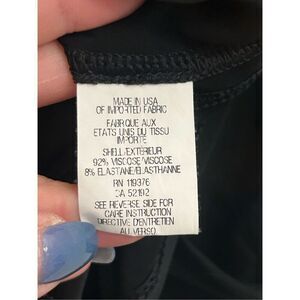 MADE IN USA
OF IMPORTED FABRIC
FABRIQUE AUX
ETATS UNIS DU TISSU
IMPORTE
SHELL/EXTERIEUR
92% VISCOSE/VISCOSE
8% ELASTANE/ELASTHANNE
RN 119376
CA 52192
SEE REVERSE SIDE FOR
CARE INSTRUCTION
DIRECTIVE D'ENTRETIEN
AU VERSO